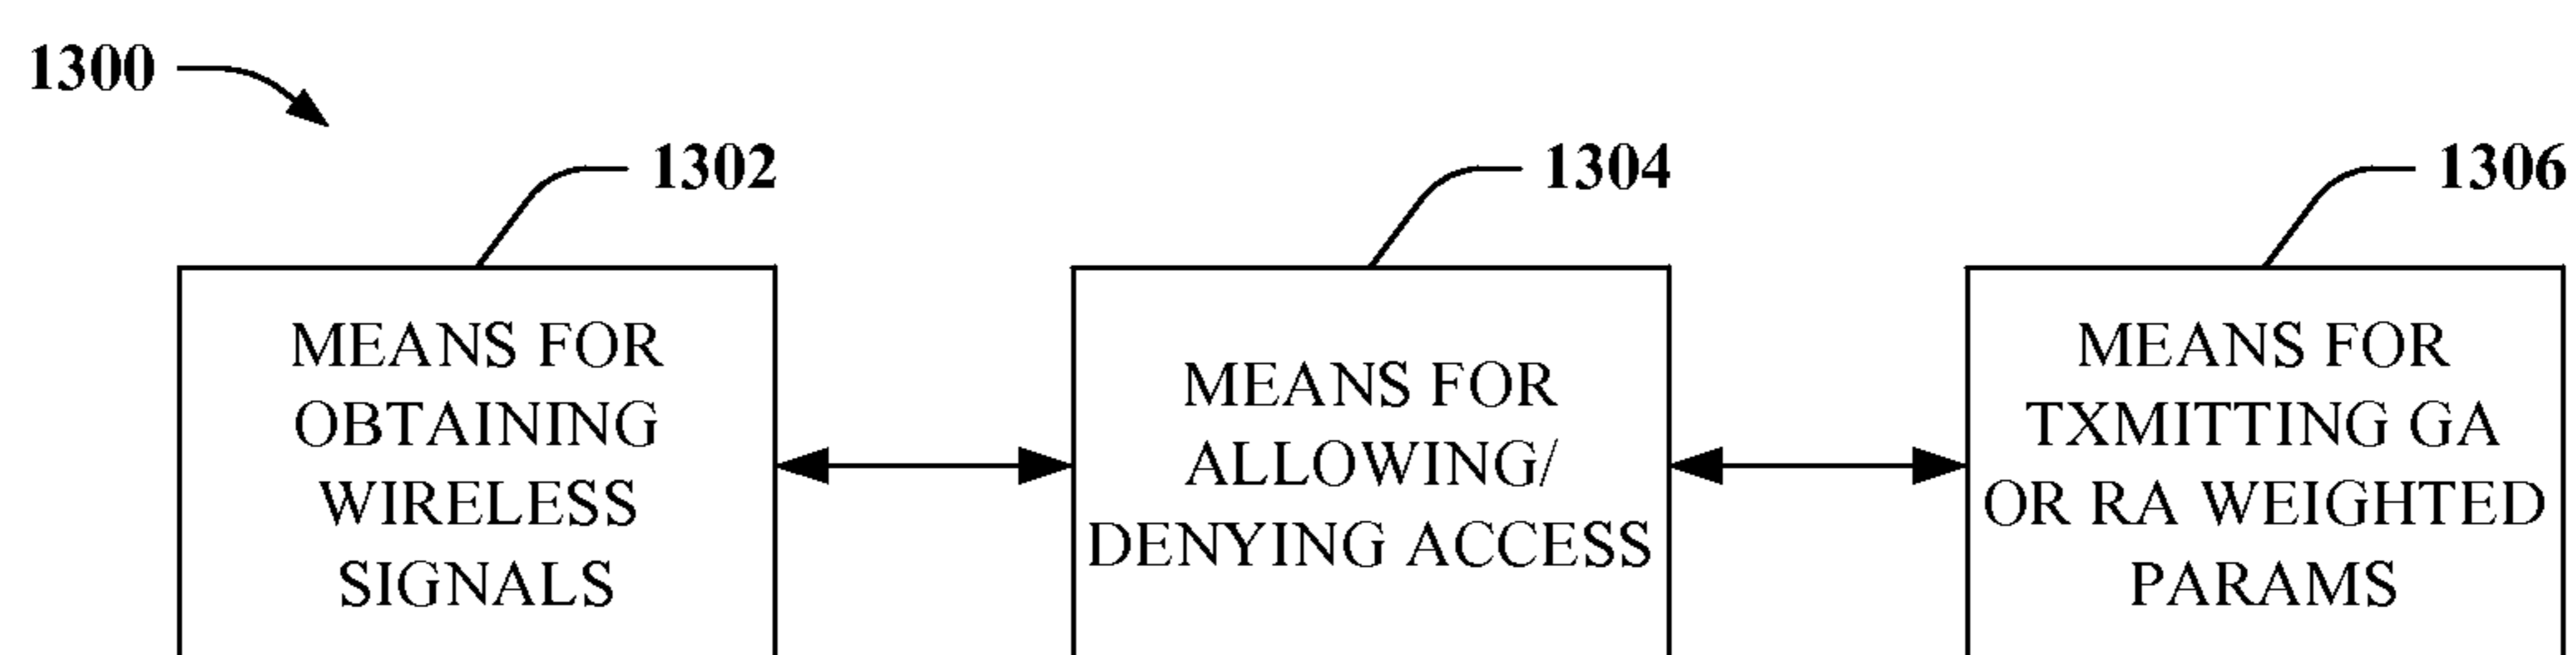 1300
1302
1304
1306
MEANS FOR
OBTAINING
WIRELESS
SIGNALS
MEANS FOR
ALLOWING/
DENYING ACCESS
MEANS FOR
TXMITTING GA
OR RA WEIGHTED
PARAMS